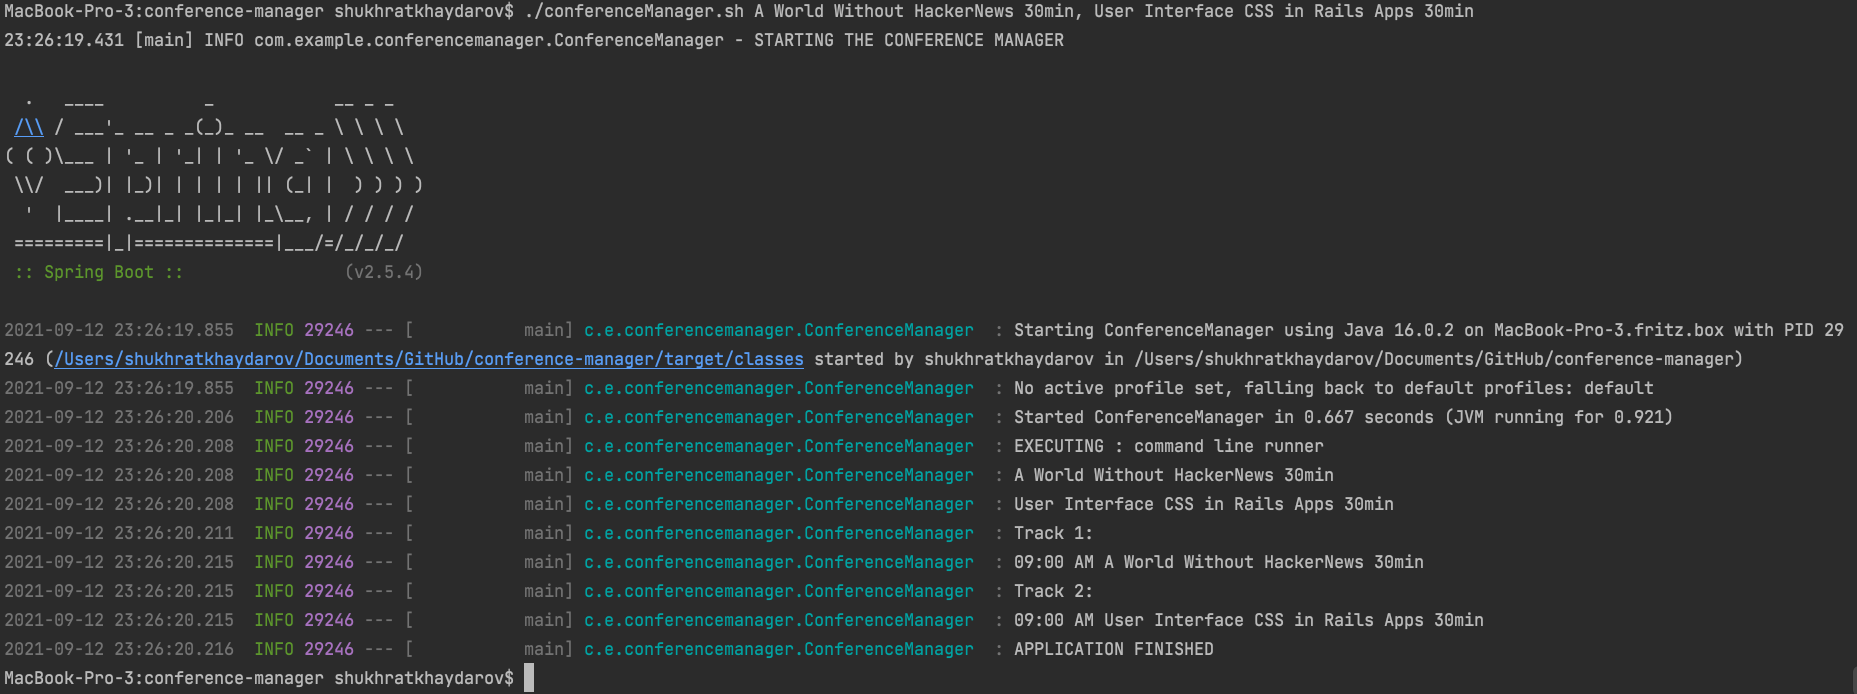 MacBook-Pro-3:conference-manager shukhratkhaydarov$ ./conferenceManager.sh A World Without HackerNews 30min, User Interface CSS in Rails Apps 30min
23:26:19.431 [main] INFO com.example.conferencemanager.ConferenceManager - STARTING THE CONFERENCE MANAGER
  .   ____          _            __ _ _
 /\\ / ___'_ __ _ _(_)_ __  __ _ \ \ \ \
( ( )\___ | '_ | '_| | '_ \/ _` | \ \ \ \
 \\/  ___)| |_)| | | | | || (_| |  ) ) ) )
  '  |____| .__|_| |_|_| |_\__, | / / / /
 =========|_|==============|___/=/_/_/_/
 :: Spring Boot ::                (v2.5.4)
2021-09-12 23:26:19.855  INFO 29246 --- [           main] c.e.conferencemanager.ConferenceManager  : Starting ConferenceManager using Java 16.0.2 on MacBook-Pro-3.fritz.box with PID 29
246 (/Users/shukhratkhaydarov/Documents/GitHub/conference-manager/target/classes started by shukhratkhaydarov in /Users/shukhratkhaydarov/Documents/GitHub/conference-manager)
2021-09-12 23:26:19.855  INFO 29246 --- [           main] c.e.conferencemanager.ConferenceManager  : No active profile set, falling back to default profiles: default
2021-09-12 23:26:20.206  INFO 29246 --- [           main] c.e.conferencemanager.ConferenceManager  : Started ConferenceManager in 0.667 seconds (JVM running for 0.921)
2021-09-12 23:26:20.208  INFO 29246 --- [           main] c.e.conferencemanager.ConferenceManager  : EXECUTING : command line runner
2021-09-12 23:26:20.208  INFO 29246 --- [           main] c.e.conferencemanager.ConferenceManager  : A World Without HackerNews 30min
2021-09-12 23:26:20.208  INFO 29246 --- [           main] c.e.conferencemanager.ConferenceManager  : User Interface CSS in Rails Apps 30min
2021-09-12 23:26:20.211  INFO 29246 --- [           main] c.e.conferencemanager.ConferenceManager  : Track 1:
2021-09-12 23:26:20.215  INFO 29246 --- [           main] c.e.conferencemanager.ConferenceManager  : 09:00 AM A World Without HackerNews 30min
2021-09-12 23:26:20.215  INFO 29246 --- [           main] c.e.conferencemanager.ConferenceManager  : Track 2:
2021-09-12 23:26:20.215  INFO 29246 --- [           main] c.e.conferencemanager.ConferenceManager  : 09:00 AM User Interface CSS in Rails Apps 30min
2021-09-12 23:26:20.216  INFO 29246 --- [           main] c.e.conferencemanager.ConferenceManager  : APPLICATION FINISHED
MacBook-Pro-3:conference-manager shukhratkhaydarov$